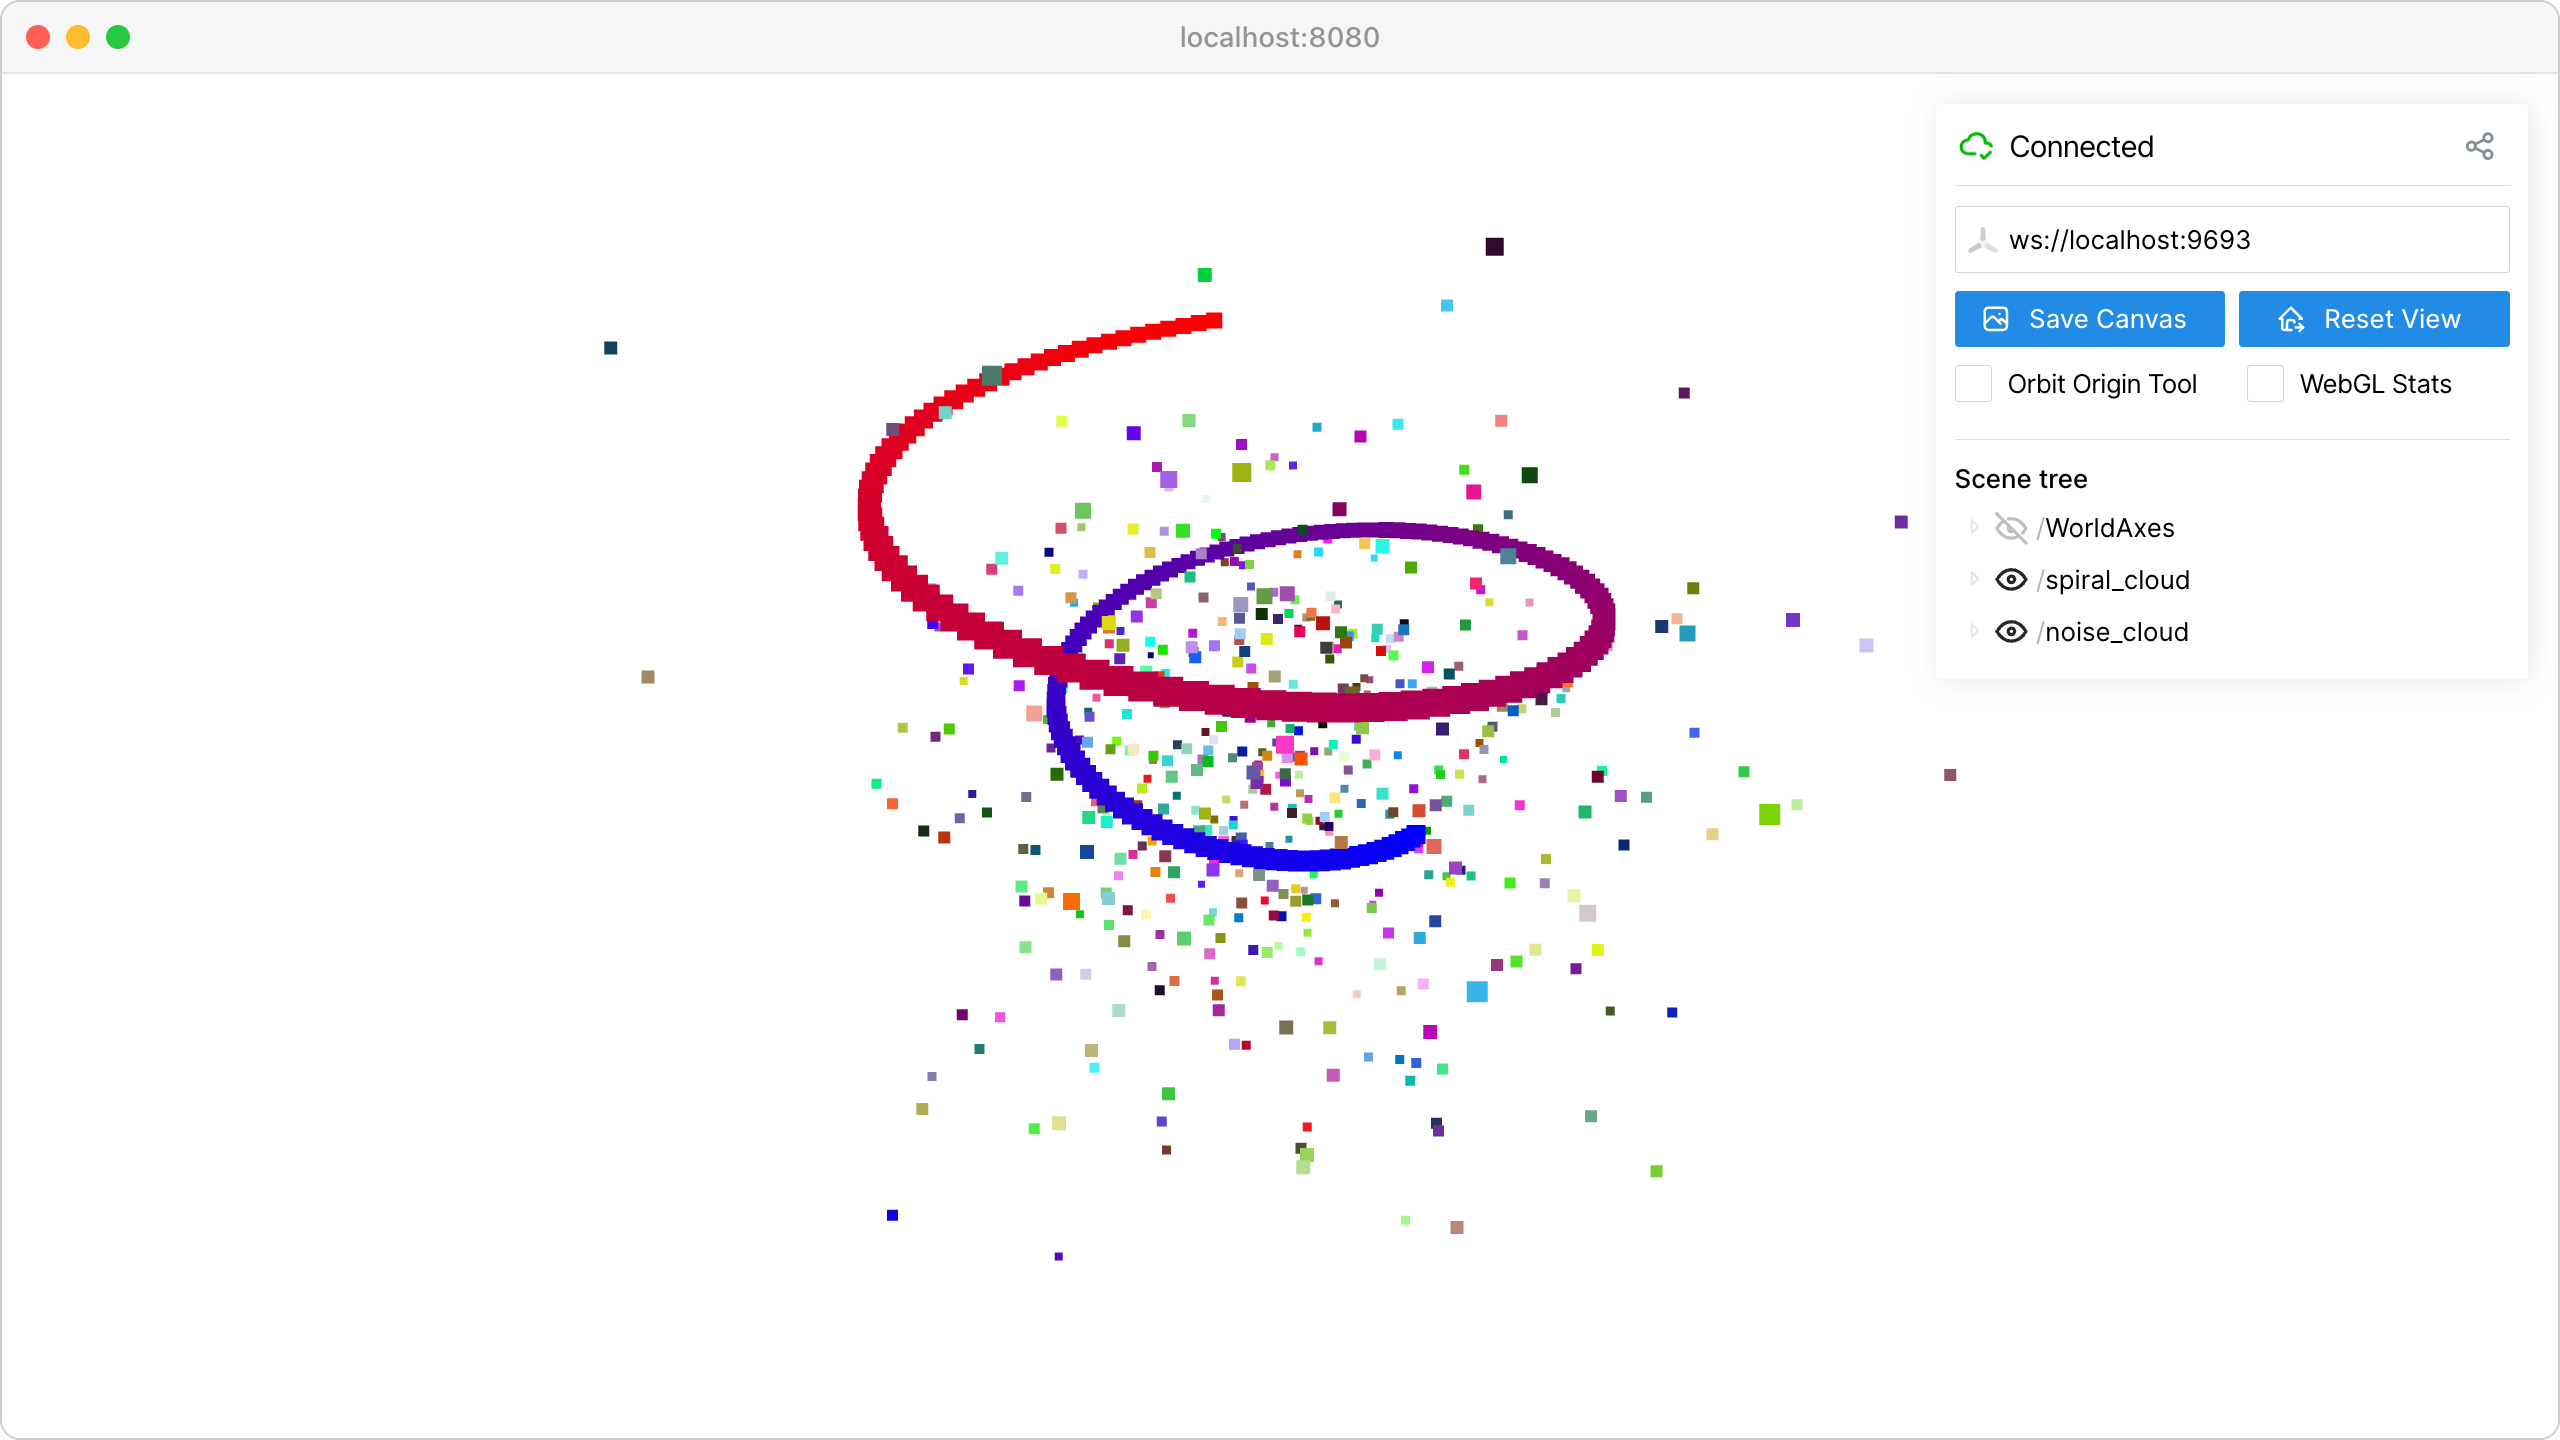 localhost:8080
Connected
ws://localhost:9693
Save Canvas
Reset View
Orbit Origin Tool
WebGL Stats
Scene tree
/WorldAxes
/spiral_cloud
/noise_cloud